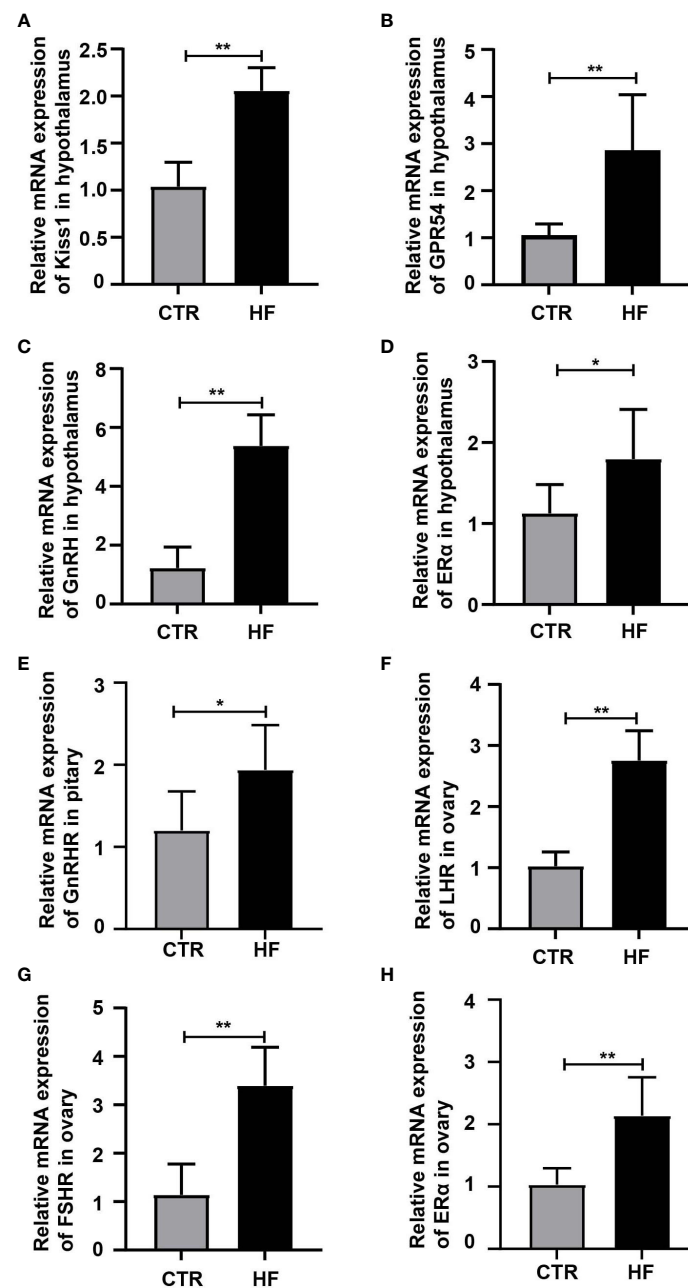 A
Relative mRNA expression
of Kiss1 in hypothalamus
2.5
2.0
1.5
1.0
0.5
0
**
CTR
HF
B
Relative mRNA expression
of GPR54 in hypothalamus
5
4
3
2
1
0
**
CTR
HF
C
Relative mRNA expression
of GnRH in hypothalamus
8
6
4
2
0
**
CTR
HF
D
Relative mRNA expression
of ERα in hypothalamus
3
2
1
0
*
CTR
HF
E
Relative mRNA expression
of GnRHR in pitary
3
2
1
0
*
CTR
HF
F
Relative mRNA expression
of LHR in ovary
4
3
2
1
0
**
CTR
HF
G
Relative mRNA expression
of FSHR in ovary
5
4
3
2
1
0
**
CTR
HF
H
Relative mRNA expression
of ERα in ovary
4
3
2
1
0
**
CTR
HF